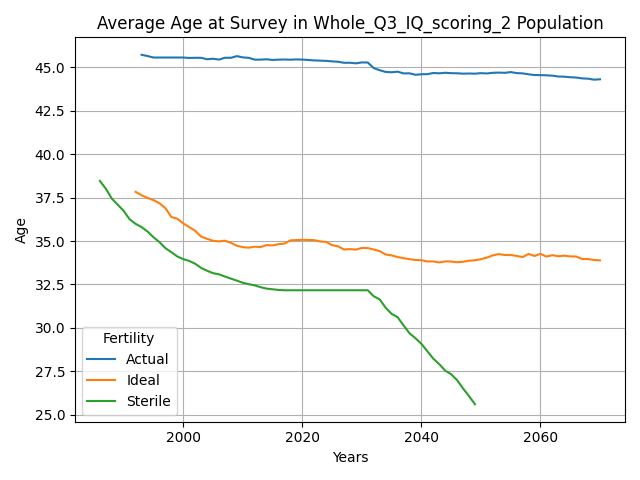 Average Age at Survey in Whole_Q3_IQ_scoring_2 Population
45.0
42.5
40.0
37.5
35.0
32.5
30.0
27.5
25.0
Age
Fertility
Actual
Ideal
Sterile
2000
2020
2040
2060
Years